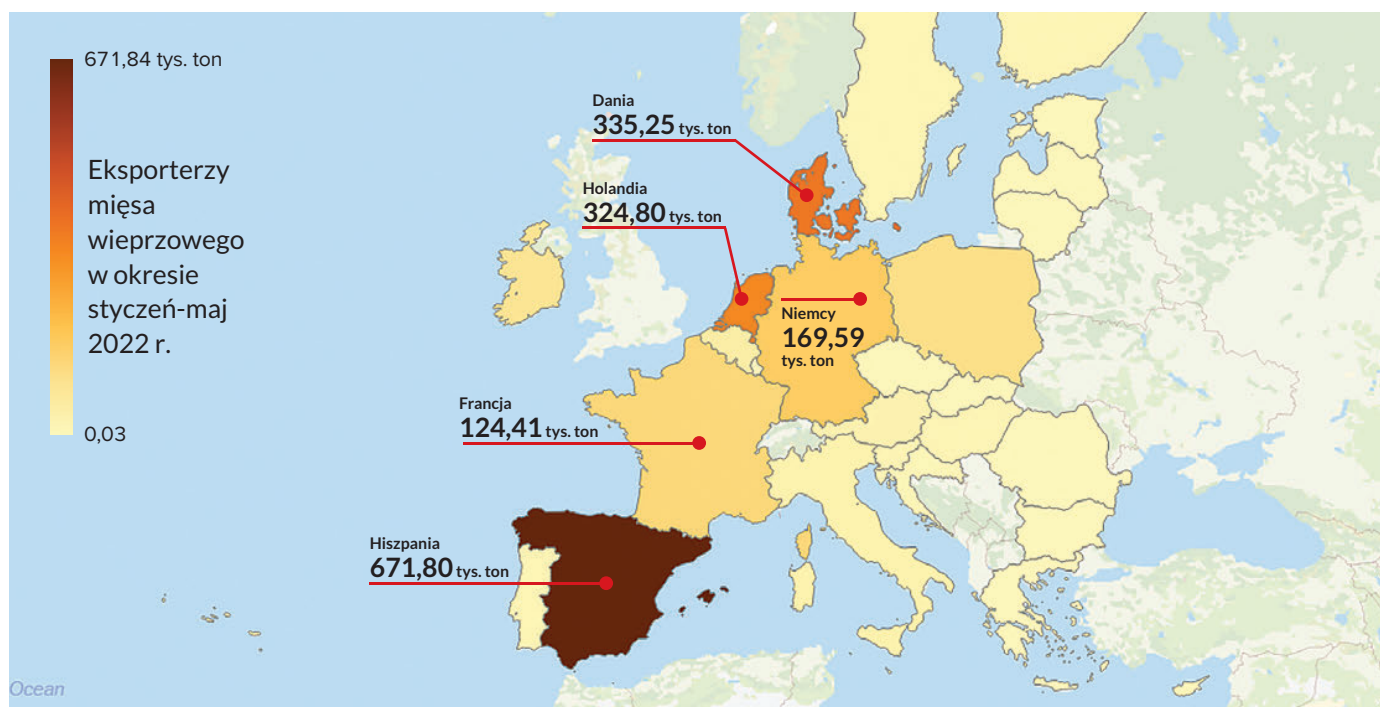 671,84 tys. ton
Eksporterzy
mięsa
wieprzowego
w okresie
styczeń-maj
2022 r.
0,03
Dania
335,25 tys. ton
Holandia
324,80 tys. ton
Niemcy
169,59
tys. ton
Francja
124,41 tys. ton
Hiszpania
671,80 tys. ton
Ocean